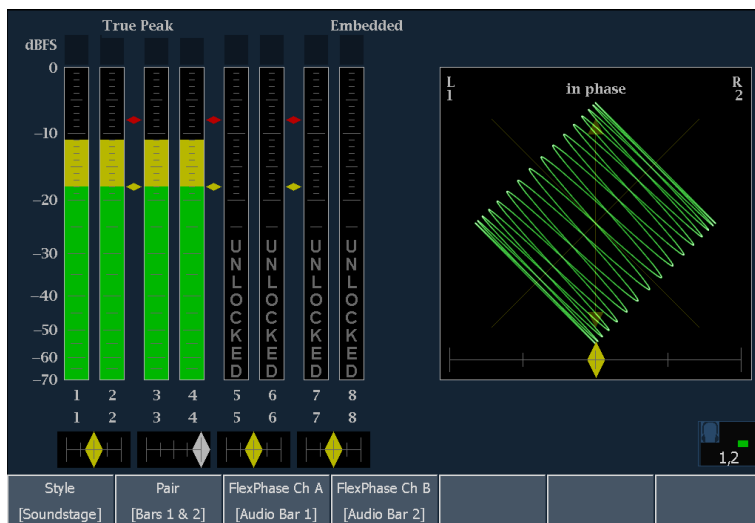 True Peak
Embedded
dBFS
0
−10
−20
−30
−40
−50
−60
−70
UNLOCKED
UNLOCKED
UNLOCKED
UNLOCKED
1 2 3 4 5 6 7 8
1 2 3 4 5 6 7 8
L
1
in phase
R
2
1,2
Style
[Soundstage]
Pair
[Bars 1 & 2]
FlexPhase Ch A
[Audio Bar 1]
FlexPhase Ch B
[Audio Bar 2]